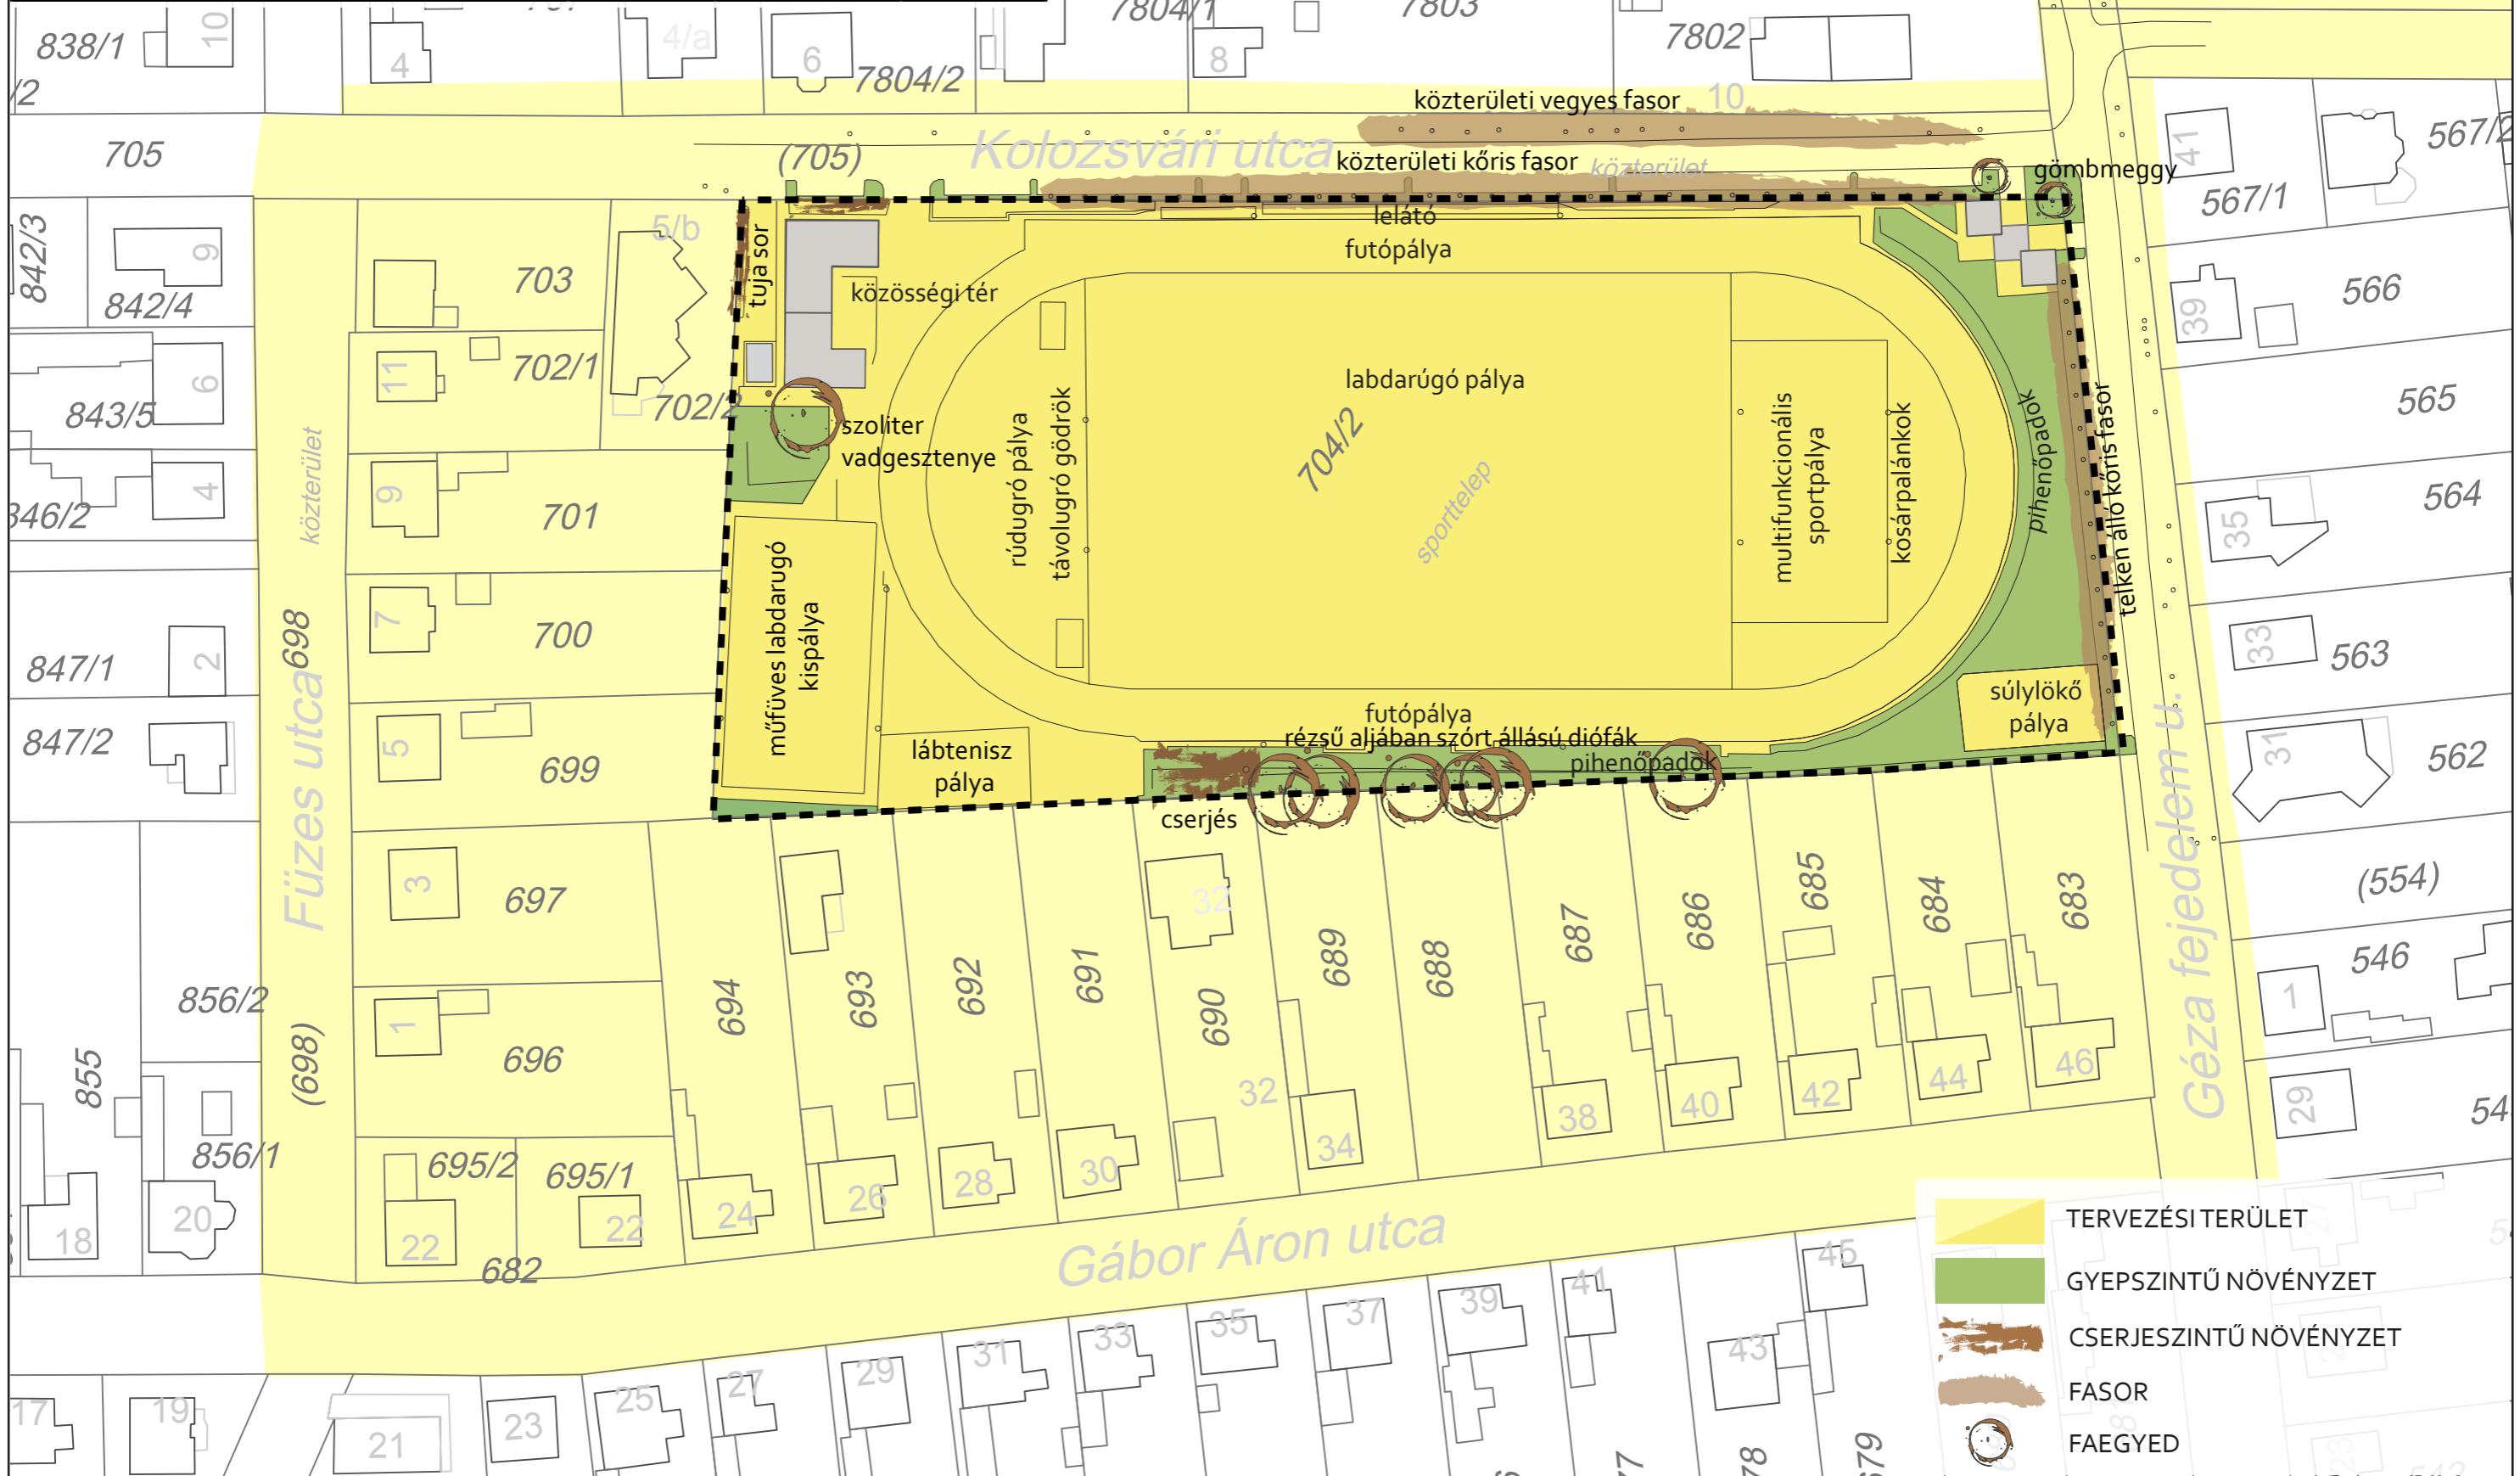 838/1
10
4
4/a
6
7804/2
7804/1
8
7803
7802
/2
705
(705)
Kolozsvári utca
közterületi vegyes fasor
10
közterületi kőris fasor
közterület
gömbmeggy
41
567/2
567/1
842/3
9
842/4
703
5/b
tuja sor
lelátó
futópálya
közösségi tér
39
566
11
702/1
6
843/5
702/2
labdarúgó pálya
704/2
sporttelep
565
szoliter
vadgesztenye
rúdugró pálya
távolugró gödrök
multifunkcionális
sportpálya
kosárpalánkok
pihenőpadok
telken álló kőris fasor
közterület
4
846/2
9
701
564
35
műfüves labdarugó
kispálya
7
700
2
847/1
698
Füzes utca
33
563
súlylökő
pálya
847/2
5
699
futópálya
rézsű aljában szórt állású diófák
pihenőpadok
lábtenisz
pálya
cserjés
31
562
Géza fejedelem u.
3
697
32
(554)
694
693
692
691
690
689
688
687
686
685
684
683
546
1
856/2
(698)
1
696
855
32
34
38
40
42
44
46
29
54
856/1
695/2
695/1
24
26
28
30
18
20
22
22
682
Gábor Áron utca
TERVEZÉSI TERÜLET
GYEPSZINTŰ NÖVÉNYZET
CSERJESZINTŰ NÖVÉNYZET
FASOR
FAEGYED
17
19
21
23
25
27
29
31
33
35
37
39
41
43
45
27
679